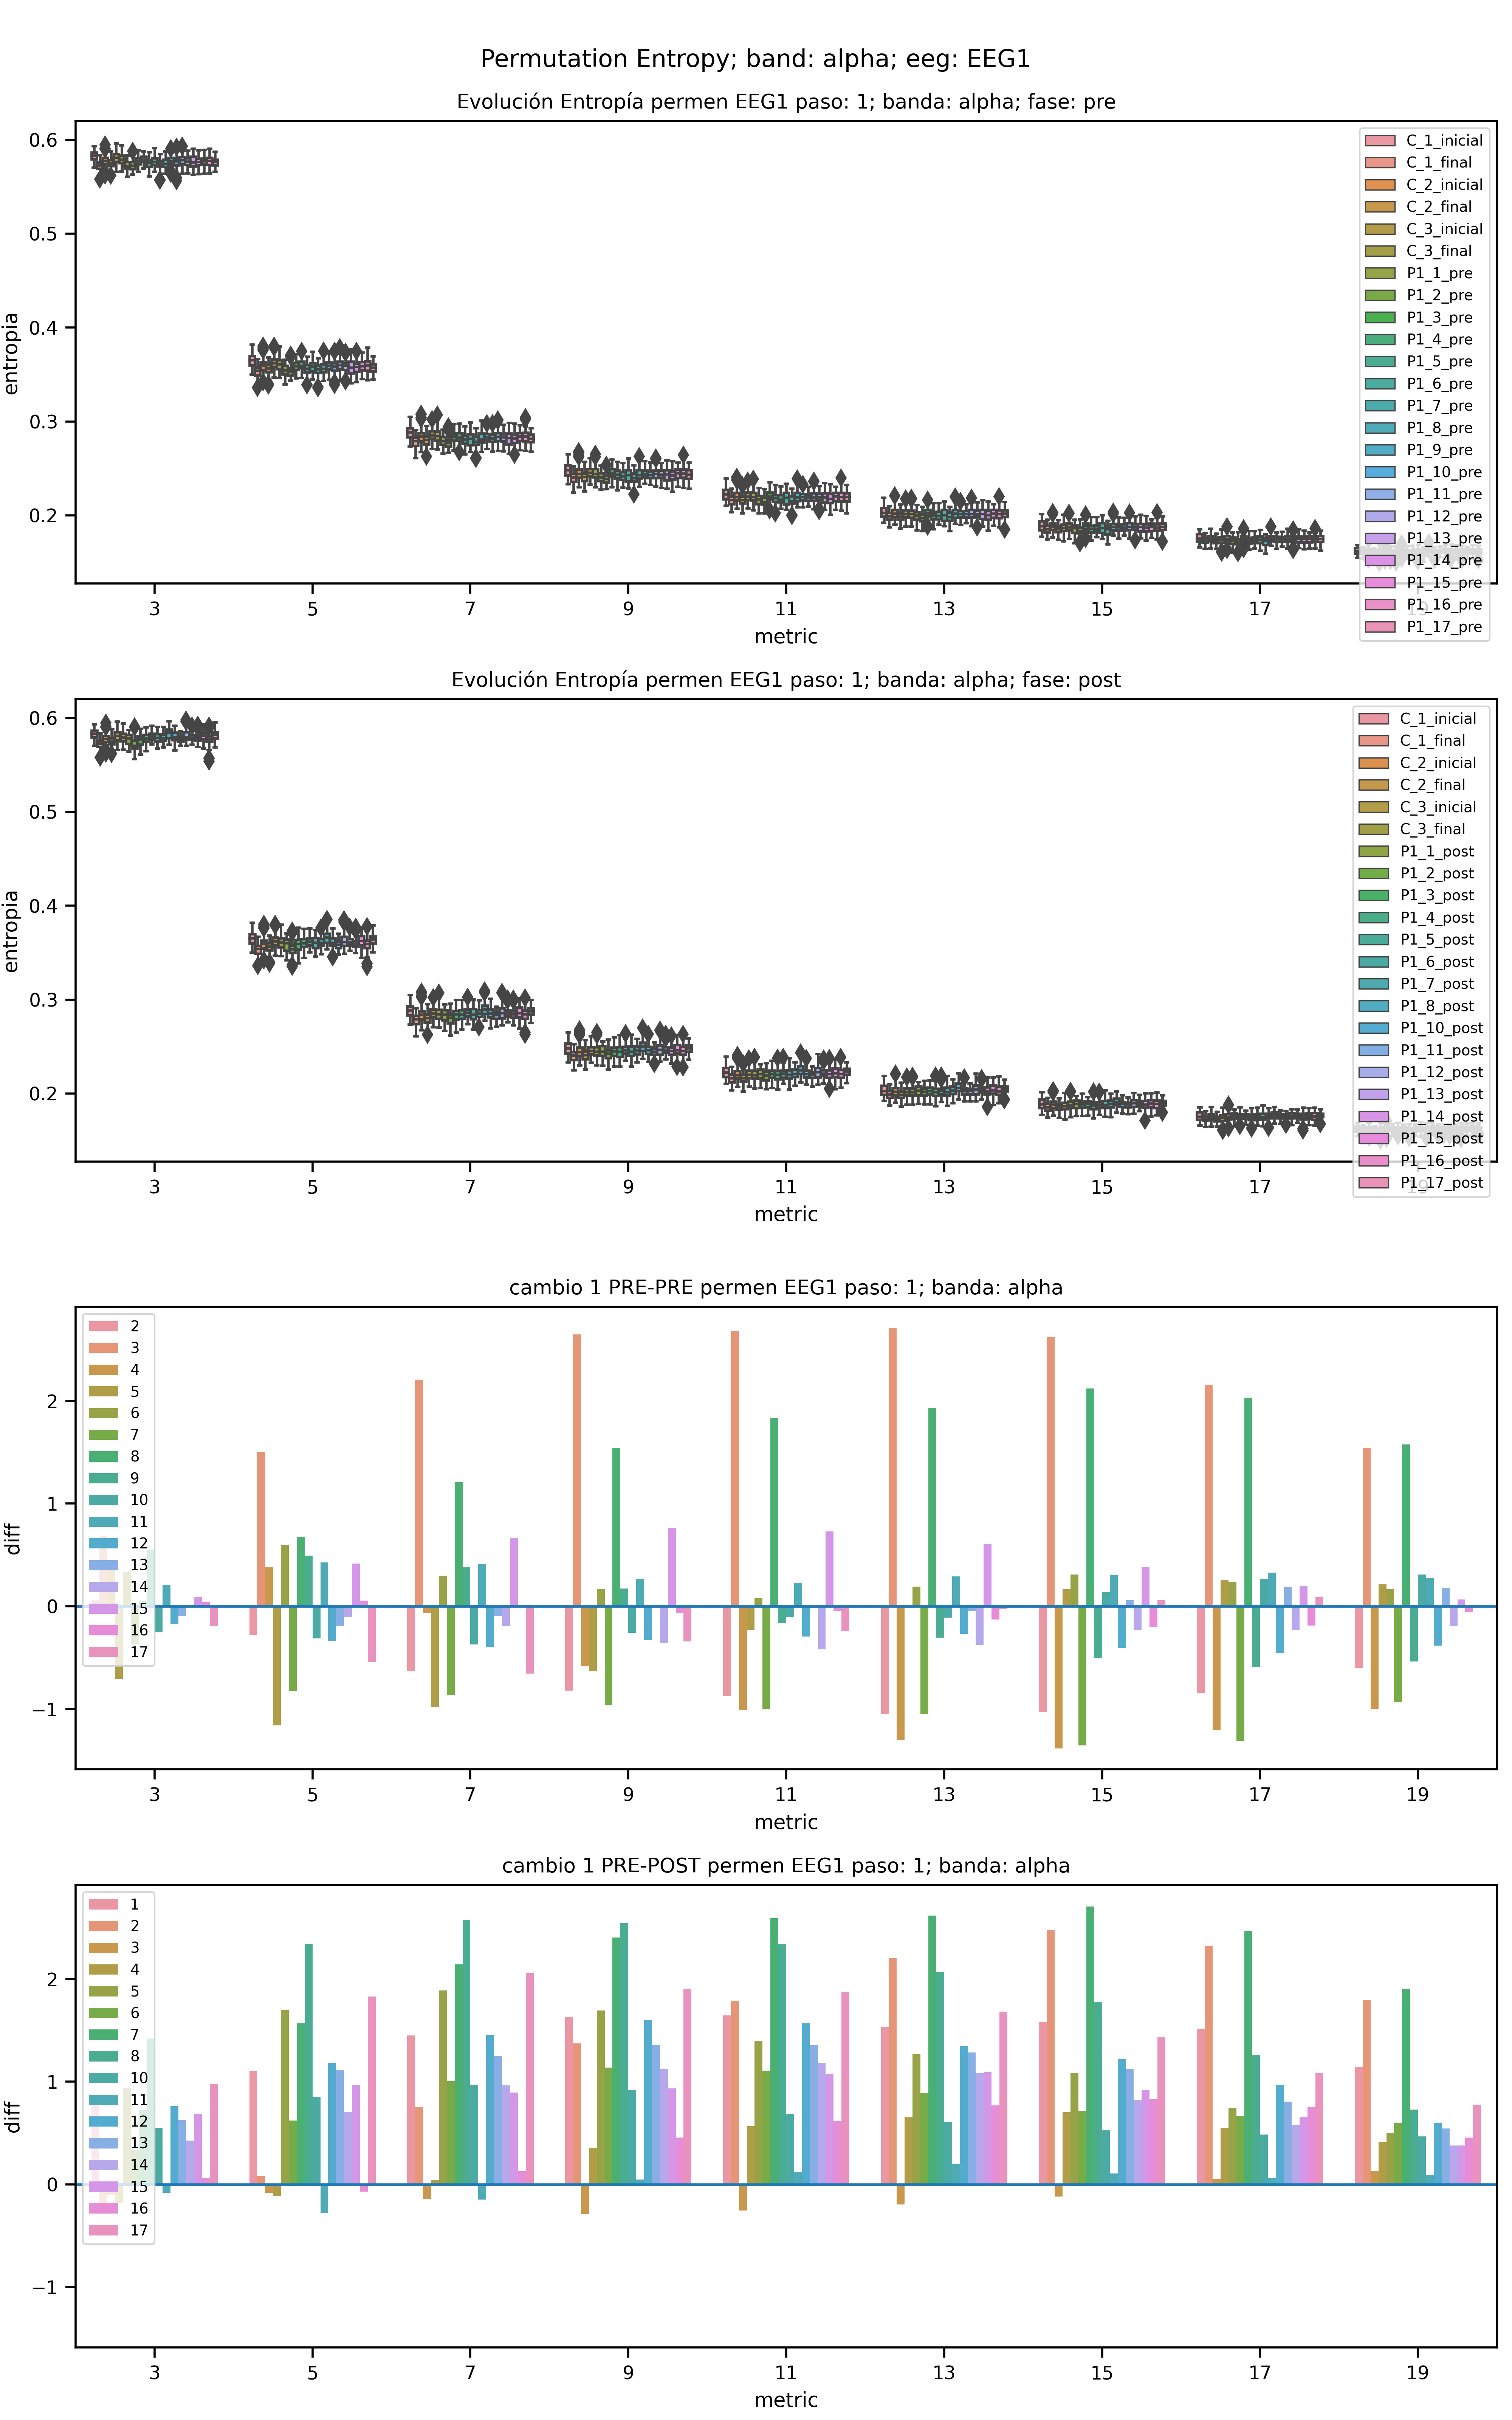 Permutation Entropy; band: alpha; eeg: EEG1
Evolución Entropía permen EEG1 paso: 1; banda: alpha; fase: pre
entropia
0.6
0.5
0.4
0.3
0.2
C_1_inicial
C_1_final
C_2_inicial
C_2_final
C_3_inicial
C_3_final
P1_1_pre
P1_2_pre
P1_3_pre
P1_4_pre
P1_5_pre
P1_6_pre
P1_7_pre
P1_8_pre
P1_9_pre
P1_10_pre
P1_11_pre
P1_12_pre
P1_13_pre
P1_14_pre
P1_15_pre
P1_16_pre
P1_17_pre
3 5 7 9 11 13 15 17 19
metric
Evolución Entropía permen EEG1 paso: 1; banda: alpha; fase: post
entropia
0.6
0.5
0.4
0.3
0.2
C_1_inicial
C_1_final
C_2_inicial
C_2_final
C_3_inicial
C_3_final
P1_1_post
P1_2_post
P1_3_post
P1_4_post
P1_5_post
P1_6_post
P1_7_post
P1_8_post
P1_10_post
P1_11_post
P1_12_post
P1_13_post
P1_14_post
P1_15_post
P1_16_post
P1_17_post
3 5 7 9 11 13 15 17 19
metric
cambio 1 PRE-PRE permen EEG1 paso: 1; banda: alpha
diff
2
1
0
−1
2
3
4
5
6
7
8
9
10
11
12
13
14
15
16
17
3 5 7 9 11 13 15 17 19
metric
cambio 1 PRE-POST permen EEG1 paso: 1; banda: alpha
diff
2
1
0
−1
1
2
3
4
5
6
7
8
10
11
12
13
14
15
16
17
3 5 7 9 11 13 15 17 19
metric